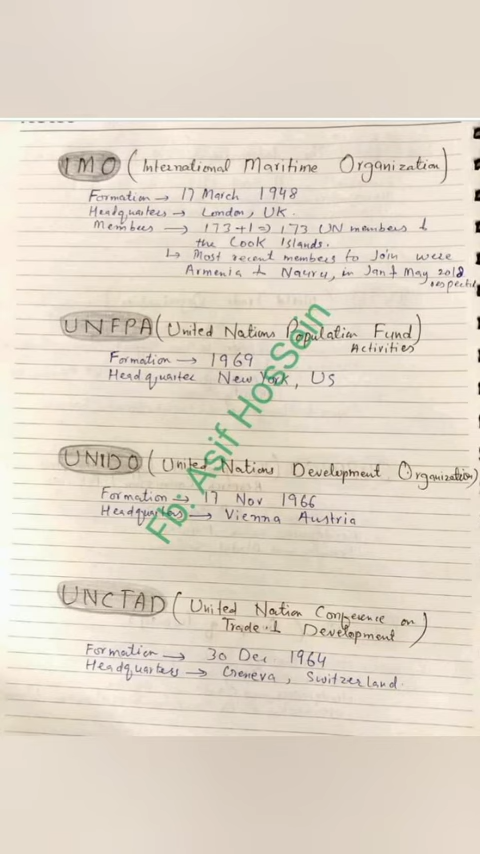 IMO (International Maritime Organization)
Formation → 17 March 1948
Headquarters → London, UK.
Members → 173+1 ⇒ 173 UN members &
the Cook Islands.
↳ Most recent members to Join were
Armenia & Nauru, in Jan & May 2018
UNFPA (United Nations Population Fund)
Activities
Formation → 1969
Headquarter New York, US
UNIDO (United Nations Development Organization)
Formation → 17 Nov 1966
Headquarters → Vienna Austria
UNCTAD (United Nation Conference on
Trade & Development)
Formation → 30 Dec 1964
Headquarters → Geneva, Switzerland.
Fb: Asif HosSein